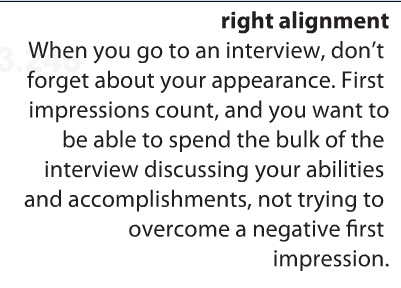 right alignment
When you go to an interview, don’t
forget about your appearance. First
impressions count, and you want to
be able to spend the bulk of the
interview discussing your abilities
and accomplishments, not trying to
overcome a negative first
impression.